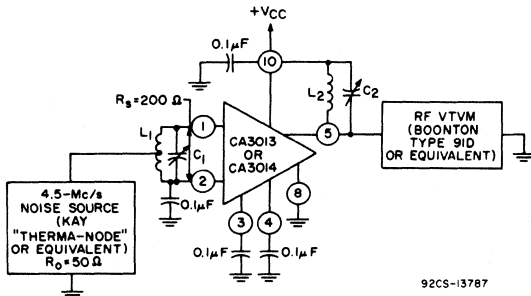 +VCC
0.1µF
10
Rs=200 Ω
L2
C2
L1
1
C1
2
CA3013
OR
CA3014
5
RF VTVM
(BOONTON
TYPE 91D
OR EQUIVALENT)
8
0.1µF
3
4
0.1µF
0.1µF
4.5-Mc/s
NOISE SOURCE
(KAY
"THERMA-NODE"
OR EQUIVALENT)
Ro=50 Ω
92CS-13787